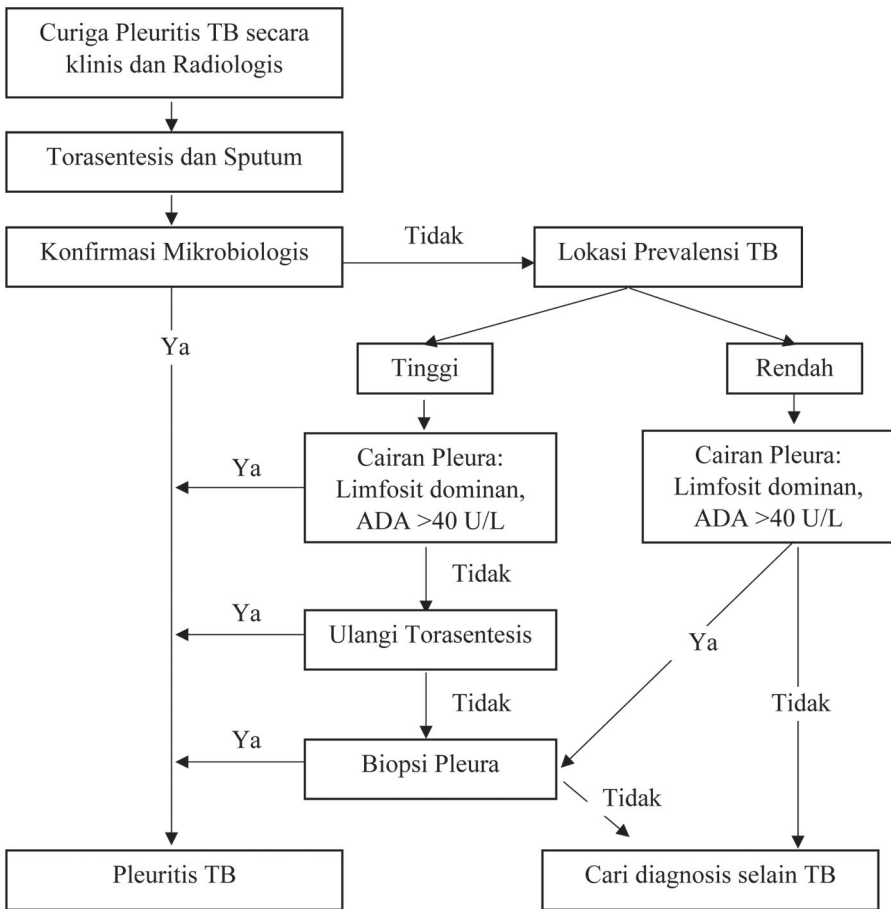 Curiga Pleuritis TB secara
klinis dan Radiologis
Torasentesis dan Sputum
Konfirmasi Mikrobiologis
Tidak
Lokasi Prevalensi TB
Ya
Tinggi
Rendah
Ya
Cairan Pleura:
Limfosit dominan,
ADA >40 U/L
Cairan Pleura:
Limfosit dominan,
ADA >40 U/L
Tidak
Ya
Ulangi Torasentesis
Ya
Tidak
Tidak
Ya
Biopsi Pleura
Tidak
Pleuritis TB
Cari diagnosis selain TB